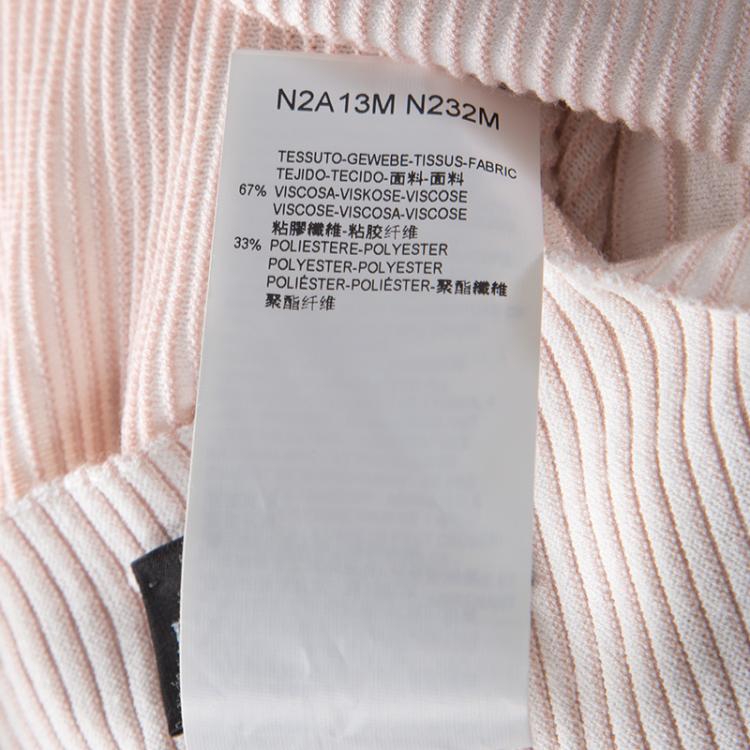 N2A13M N232M
TESSUTO-GEWEBE-TISSUS-FABRIC
TEJIDO-TECIDO-面料-面料
67% VISCOSA-VISKOSE-VISCOSE
VISCOSE-VISCOSA-VISCOSE
粘膠纖維-粘胶纤维
33% POLIESTERE-POLYESTER
POLYESTER-POLYESTER
POLIÉSTER-POLIÉSTER-聚酯纖維
聚酯纤维